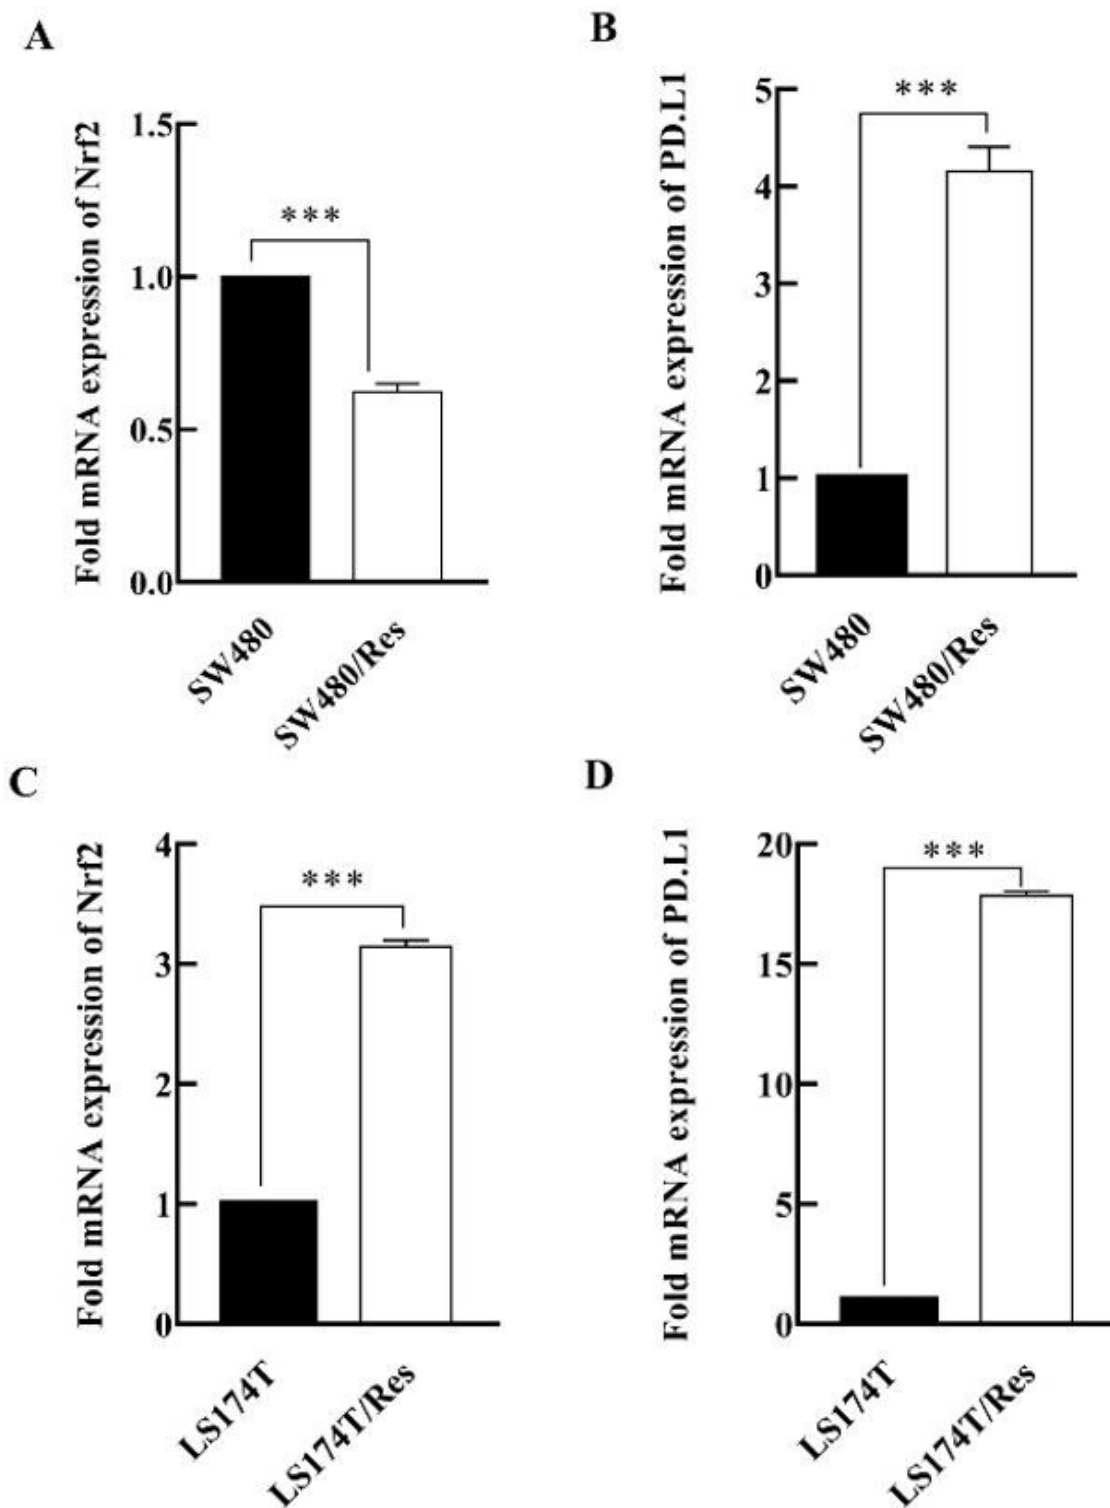 A
Fold mRNA expression of Nrf2
1.5
1.0
0.5
0.0
***
SW480
SW480/Res
B
Fold mRNA expression of PD.L1
5
4
3
2
1
0
***
SW480
SW480/Res
C
Fold mRNA expression of Nrf2
4
3
2
1
0
***
LS174T
LS174T/Res
D
Fold mRNA expression of PD.L1
20
15
10
5
0
***
LS174T
LS174T/Res